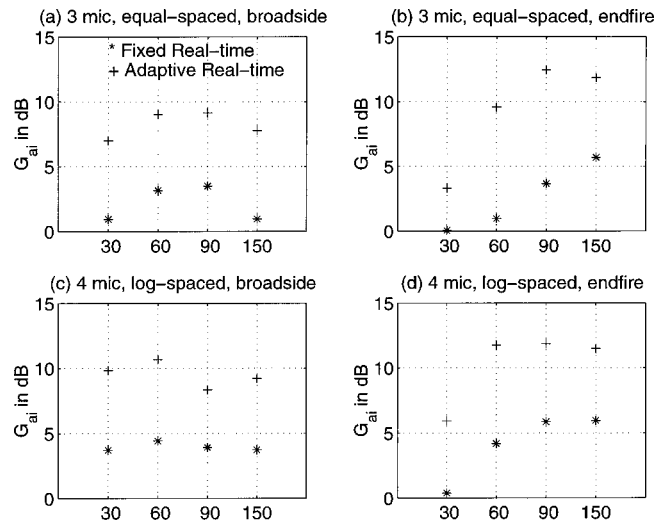 (a) 3 mic, equal-spaced, broadside
15
10
5
0
G_ai in dB
* Fixed Real-time
+ Adaptive Real-time
30 60 90 150
(b) 3 mic, equal-spaced, endfire
15
10
5
0
G_ai in dB
30 60 90 150
(c) 4 mic, log-spaced, broadside
15
10
5
0
G_ai in dB
30 60 90 150
(d) 4 mic, log-spaced, endfire
15
10
5
0
G_ai in dB
30 60 90 150